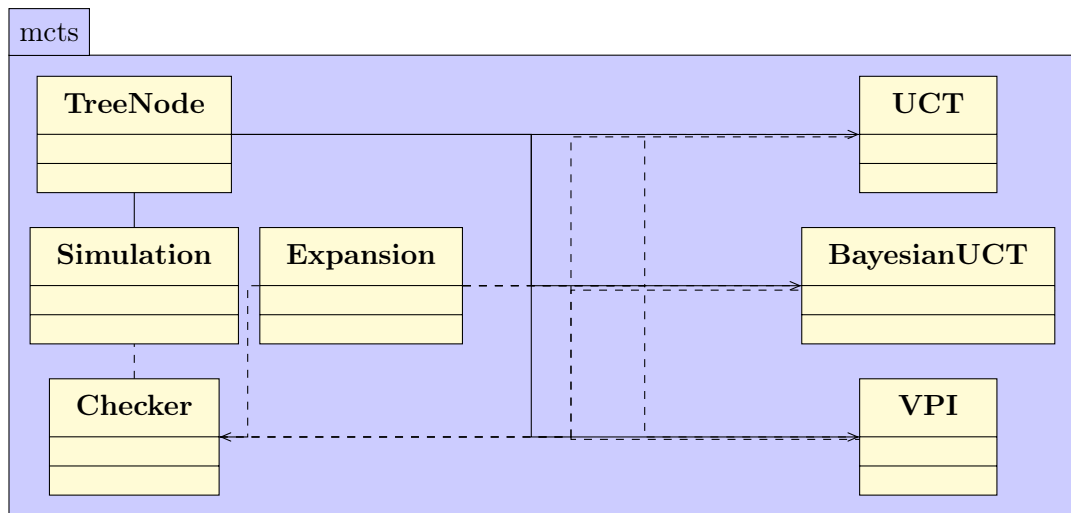 mcts
TreeNode
UCT
Simulation
Expansion
BayesianUCT
Checker
VPI